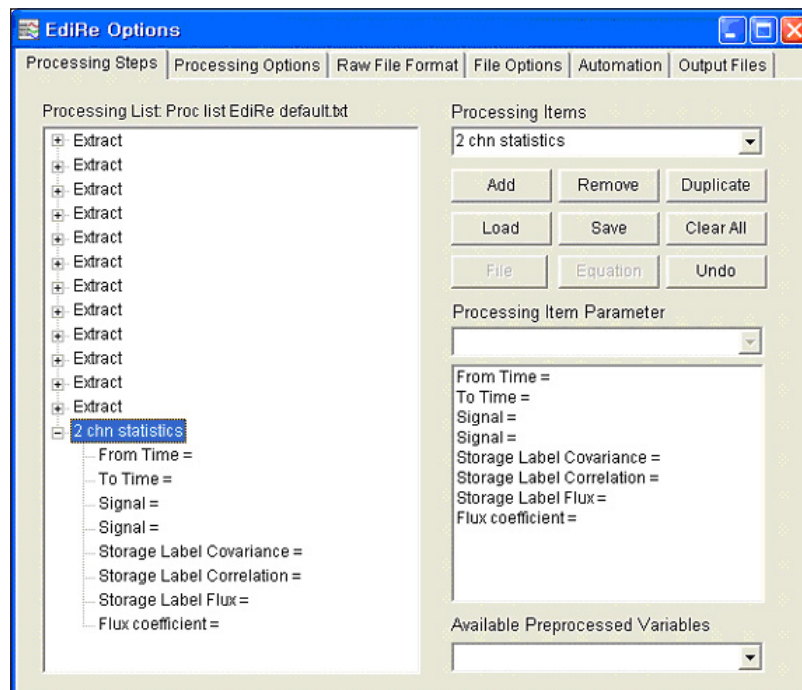 EdiRe Options
Processing Steps
Processing Options
Raw File Format
File Options
Automation
Output Files
Processing List: Proc list EdiRe default.txt
Extract
Extract
Extract
Extract
Extract
Extract
Extract
Extract
Extract
Extract
Extract
Extract
2 chn statistics
From Time =
To Time =
Signal =
Signal =
Storage Label Covariance =
Storage Label Correlation =
Storage Label Flux =
Flux coefficient =
Processing Items
2 chn statistics
Add
Remove
Duplicate
Load
Save
Clear All
File
Equation
Undo
Processing Item Parameter
From Time =
To Time =
Signal =
Signal =
Storage Label Covariance =
Storage Label Correlation =
Storage Label Flux =
Flux coefficient =
Available Preprocessed Variables